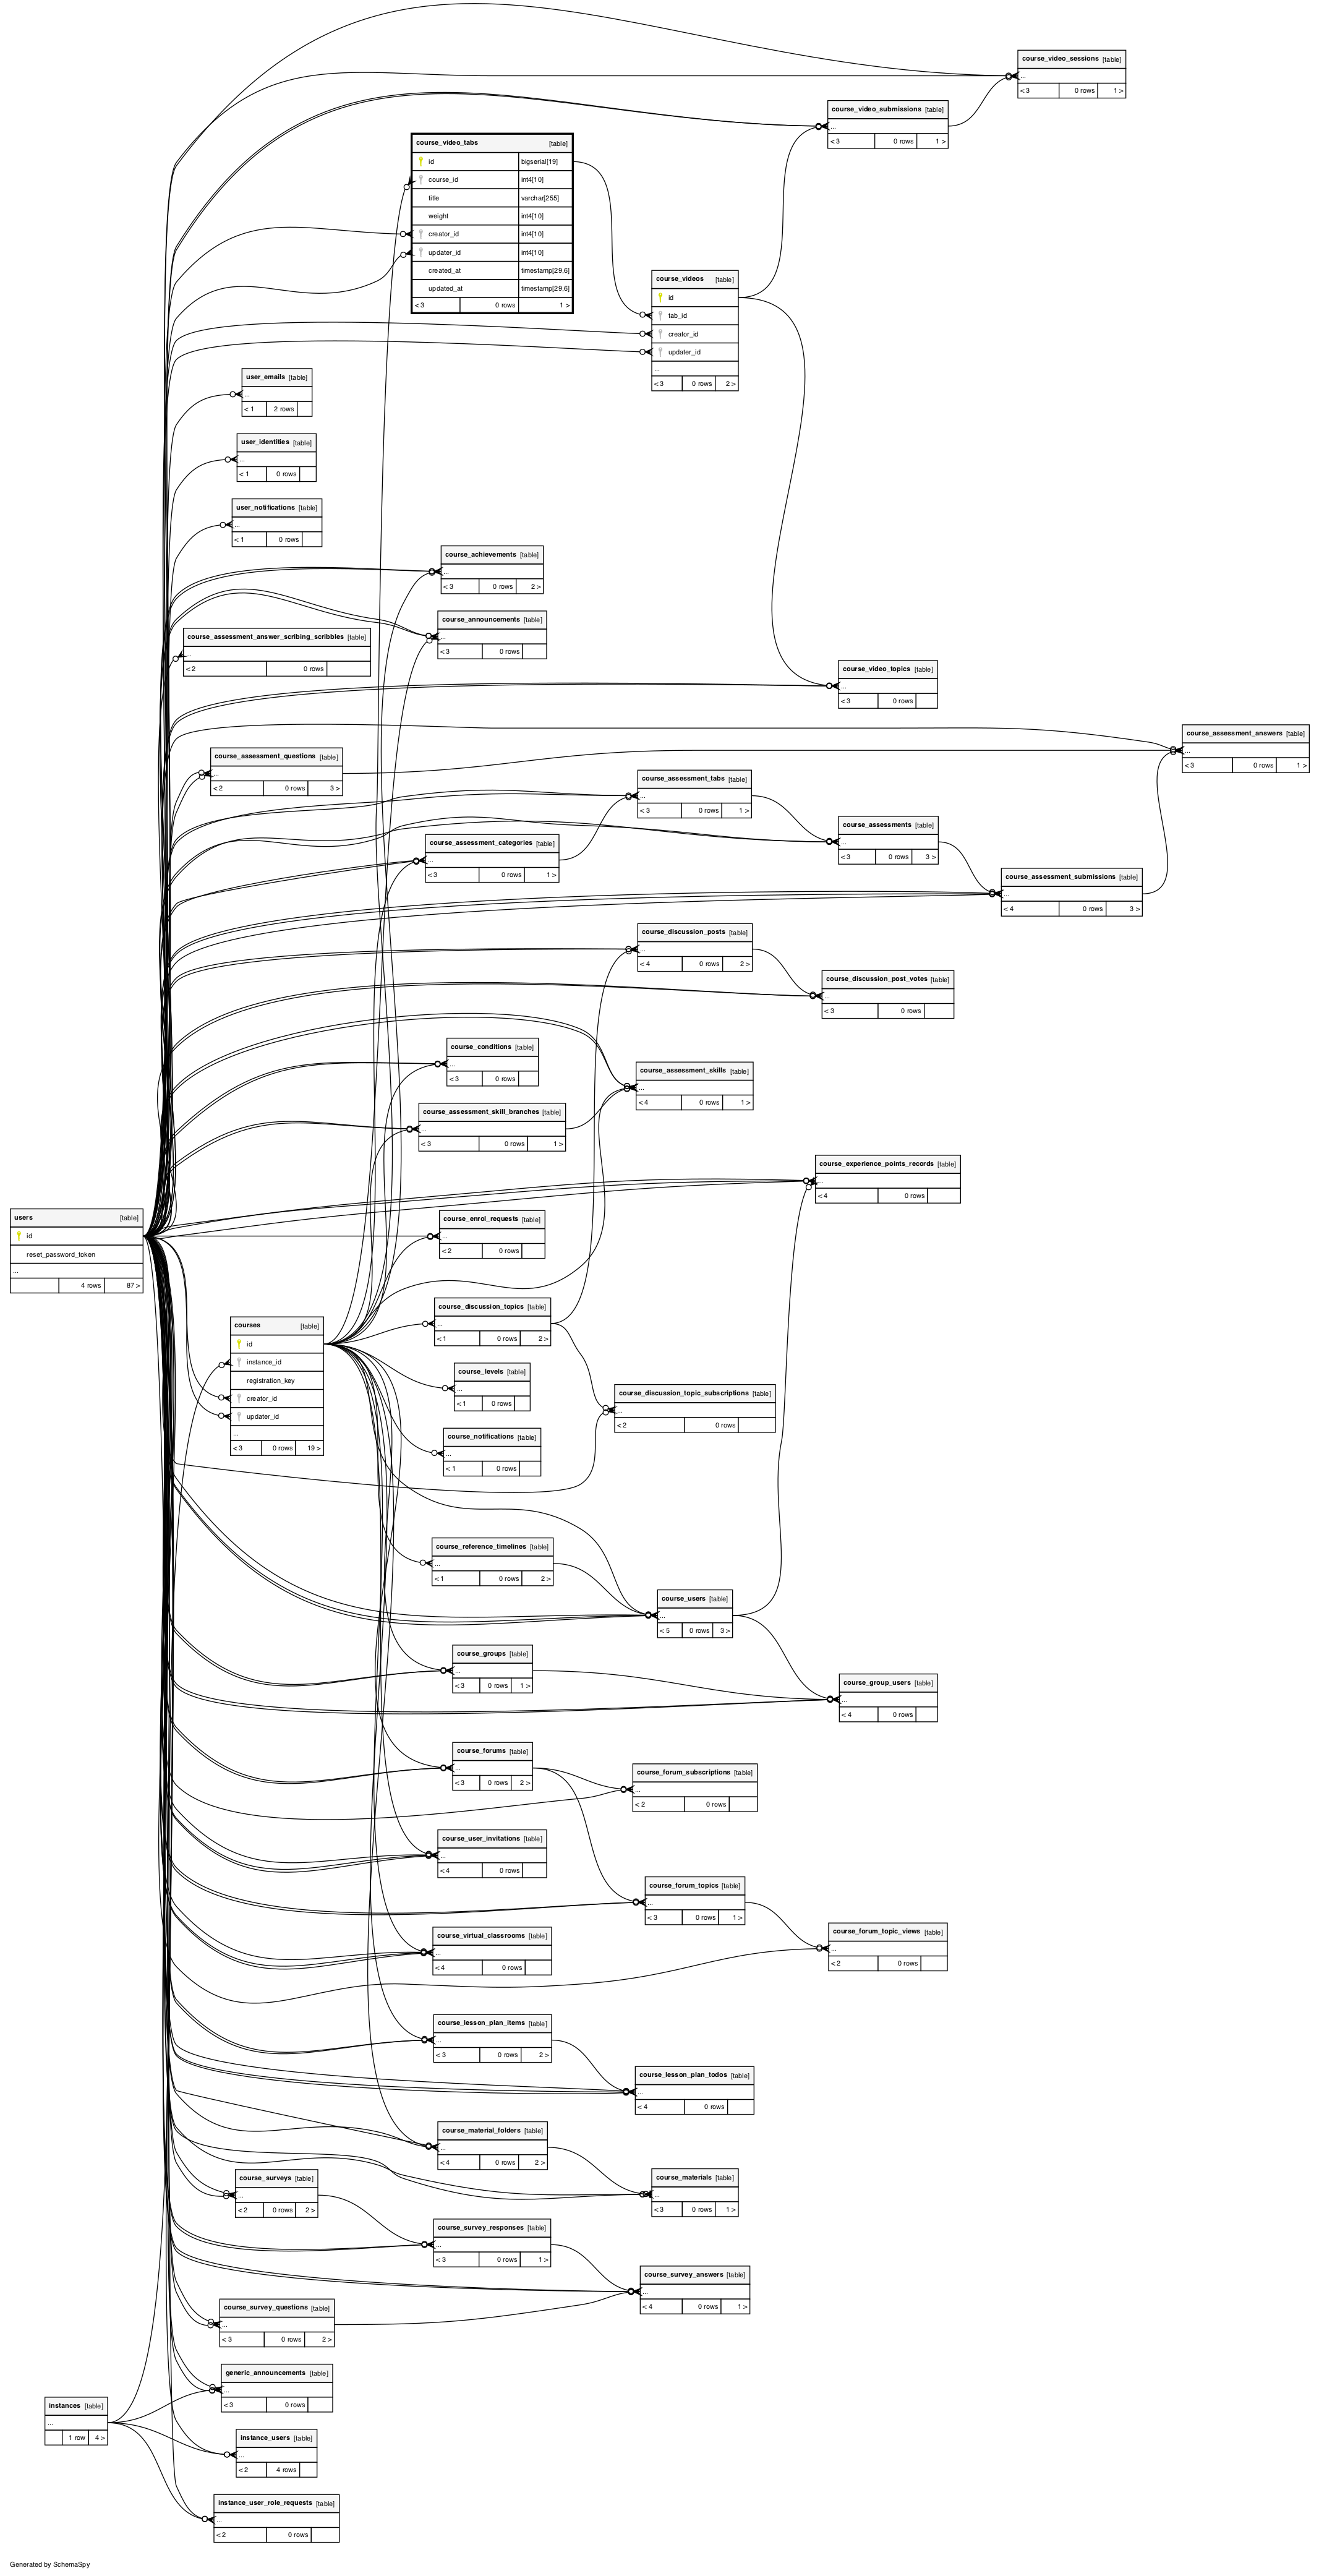 course_video_sessions [table]
...
< 3 0 rows 1 >
course_video_submissions [table]
...
< 3 0 rows 1 >
course_video_tabs [table]
id bigserial[19]
course_id int4[10]
title varchar[255]
weight int4[10]
creator_id int4[10]
updater_id int4[10]
created_at timestamp[29,6]
updated_at timestamp[29,6]
< 3 0 rows 1 >
course_videos [table]
id
tab_id
creator_id
updater_id
...
< 3 0 rows 2 >
user_emails [table]
...
< 1 2 rows
user_identities [table]
...
< 1 0 rows
user_notifications [table]
...
< 1 0 rows
course_achievements [table]
...
< 3 0 rows 2 >
course_announcements [table]
...
< 3 0 rows
course_assessment_answer_scribing_scribbles [table]
...
< 2 0 rows
course_video_topics [table]
...
< 3 0 rows
course_assessment_answers [table]
...
< 3 0 rows 1 >
course_assessment_questions [table]
...
< 2 0 rows 3 >
course_assessment_tabs [table]
...
< 3 0 rows 1 >
course_assessments [table]
...
< 3 0 rows 3 >
course_assessment_categories [table]
...
< 3 0 rows 1 >
course_assessment_submissions [table]
...
< 4 0 rows 3 >
course_discussion_posts [table]
...
< 4 0 rows 2 >
course_discussion_post_votes [table]
...
< 3 0 rows
course_conditions [table]
...
< 3 0 rows
course_assessment_skills [table]
...
< 4 0 rows 1 >
course_assessment_skill_branches [table]
...
< 3 0 rows 1 >
course_experience_points_records [table]
...
< 4 0 rows
users [table]
id
reset_password_token
...
4 rows 87 >
course_enrol_requests [table]
...
< 2 0 rows
course_discussion_topics [table]
...
< 1 0 rows 2 >
courses [table]
id
instance_id
registration_key
creator_id
updater_id
...
< 3 0 rows 19 >
course_levels [table]
...
< 1 0 rows
course_discussion_topic_subscriptions [table]
...
< 2 0 rows
course_notifications [table]
...
< 1 0 rows
course_reference_timelines [table]
...
< 1 0 rows 2 >
course_users [table]
...
< 5 0 rows 3 >
course_groups [table]
...
< 3 0 rows 1 >
course_group_users [table]
...
< 4 0 rows
course_forums [table]
...
< 3 0 rows 2 >
course_forum_subscriptions [table]
...
< 2 0 rows
course_user_invitations [table]
...
< 4 0 rows
course_forum_topics [table]
...
< 3 0 rows 1 >
course_virtual_classrooms [table]
...
< 4 0 rows
course_forum_topic_views [table]
...
< 2 0 rows
course_lesson_plan_items [table]
...
< 3 0 rows 2 >
course_lesson_plan_todos [table]
...
< 4 0 rows
course_material_folders [table]
...
< 4 0 rows 2 >
course_materials [table]
...
< 3 0 rows 1 >
course_surveys [table]
...
< 2 0 rows 2 >
course_survey_responses [table]
...
< 3 0 rows 1 >
course_survey_answers [table]
...
< 4 0 rows 1 >
course_survey_questions [table]
...
< 3 0 rows 2 >
generic_announcements [table]
...
< 3 0 rows
instances [table]
...
1 row 4 >
instance_users [table]
...
< 2 4 rows
instance_user_role_requests [table]
...
< 2 0 rows
Generated by SchemaSpy